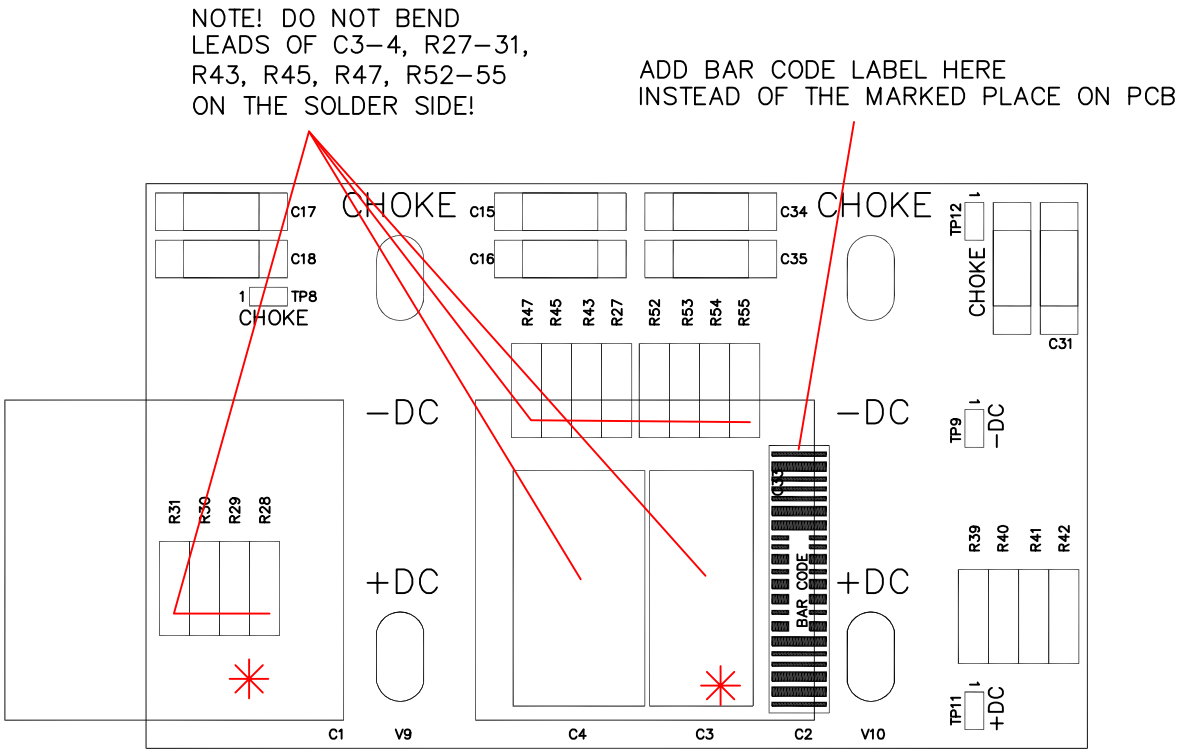 NOTE! DO NOT BEND
LEADS OF C3-4, R27-31,
R43, R45, R47, R52-55
ON THE SOLDER SIDE!
ADD BAR CODE LABEL HERE
INSTEAD OF THE MARKED PLACE ON PCB
C17
CHOKE
C15
C34
CHOKE
TP12
1
C18
C16
C35
CHOKE
1
TP8
CHOKE
R47
R45
R43
R27
R52
R53
R54
R55
C31
-DC
-DC
TP9
1
-DC
C33
R31
R30
R29
R28
+DC
BAR CODE
+DC
R39
R40
R41
R42
TP11
1
+DC
C1
V9
C4
C3
C2
V10